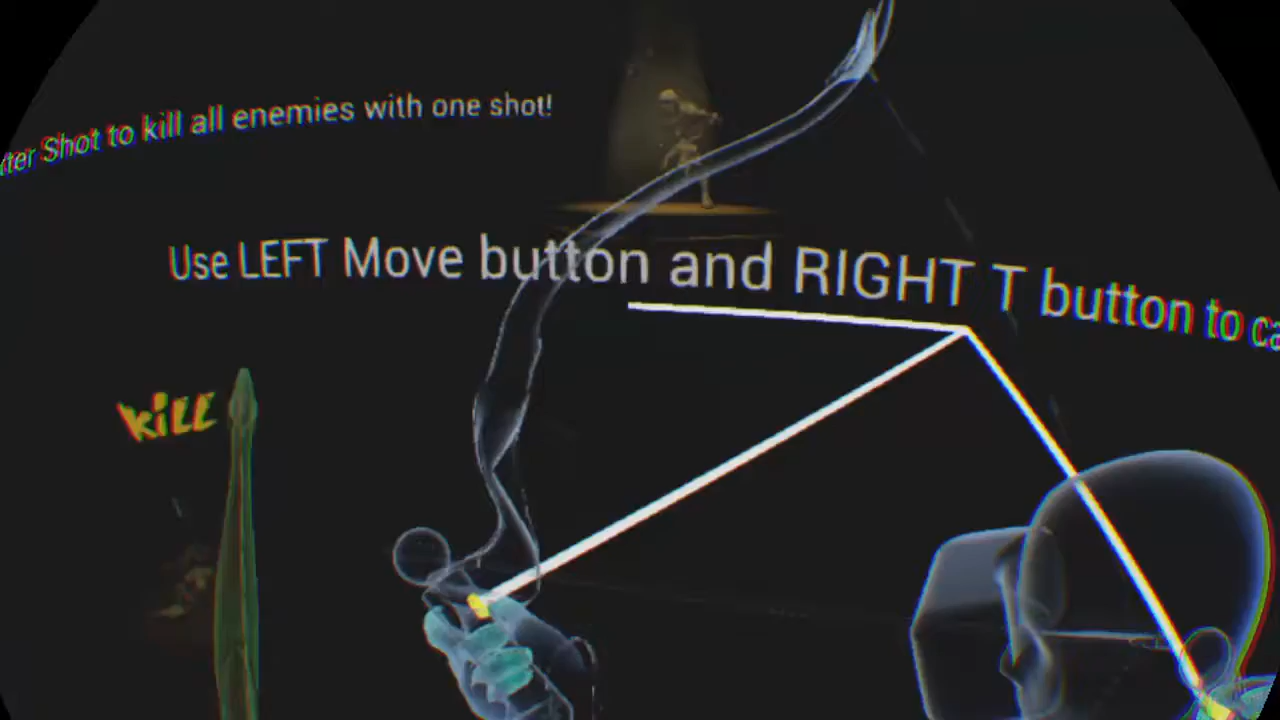 Shot to kill all enemies with one shot!
Use LEFT Move button and RIGHT T button to
kill